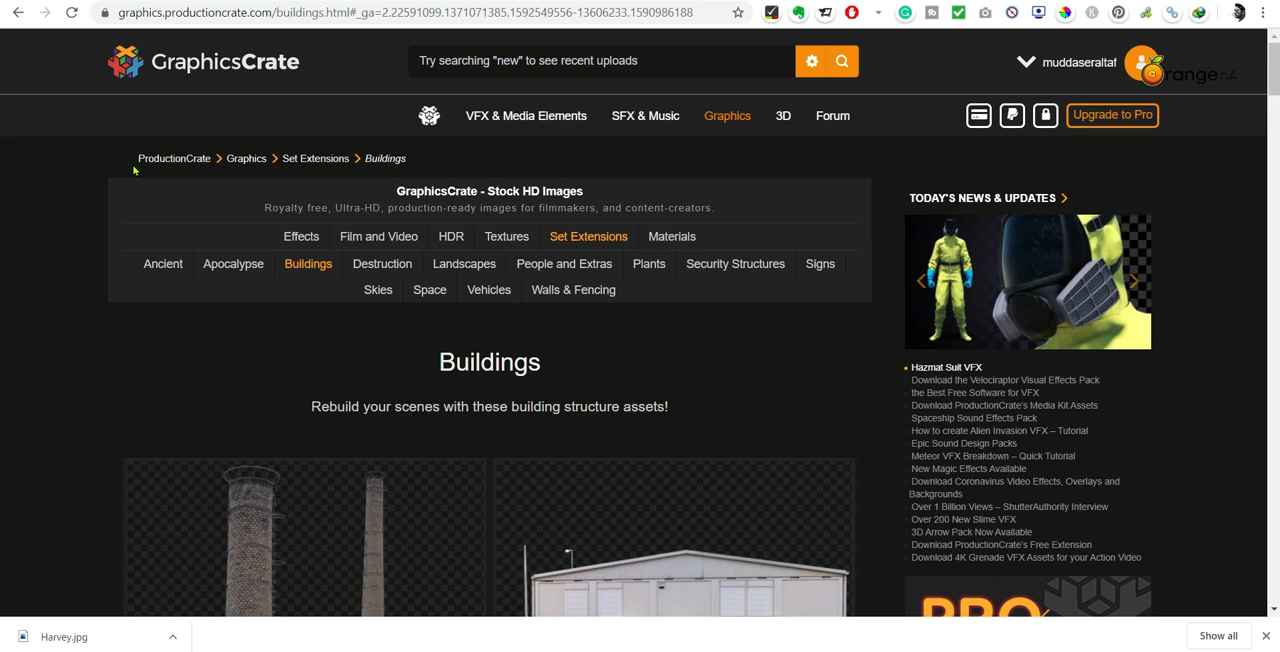 graphics.productioncrate.com/buildings.html#_ga=2.22591099.1371071385.1592549556-13606233.1590986188
GraphicsCrate
Try searching "new" to see recent uploads
muddaseraltaf
range
VFX & Media Elements SFX & Music Graphics 3D Forum
Upgrade to Pro
ProductionCrate > Graphics > Set Extensions > Buildings
GraphicsCrate - Stock HD Images
Royalty free, Ultra-HD, production-ready images for filmmakers, and content-creators.
Effects Film and Video HDR Textures Set Extensions Materials
Ancient Apocalypse Buildings Destruction Landscapes People and Extras Plants Security Structures Signs
Skies Space Vehicles Walls & Fencing
Buildings
Rebuild your scenes with these building structure assets!
TODAY'S NEWS & UPDATES >
Hazmat Suit VFX
Download the Velociraptor Visual Effects Pack
the Best Free Software for VFX
Download ProductionCrate's Media Kit Assets
Spaceship Sound Effects Pack
How to create Alien Invasion VFX – Tutorial
Epic Sound Design Packs
Meteor VFX Breakdown – Quick Tutorial
New Magic Effects Available
Download Coronavirus Video Effects, Overlays and
Backgrounds
Over 1 Billion Views – ShutterAuthority Interview
Over 200 New Slime VFX
3D Arrow Pack Now Available
Download ProductionCrate's Free Extension
Download 4K Grenade VFX Assets for your Action Video
PRO
Harvey.jpg
Show all